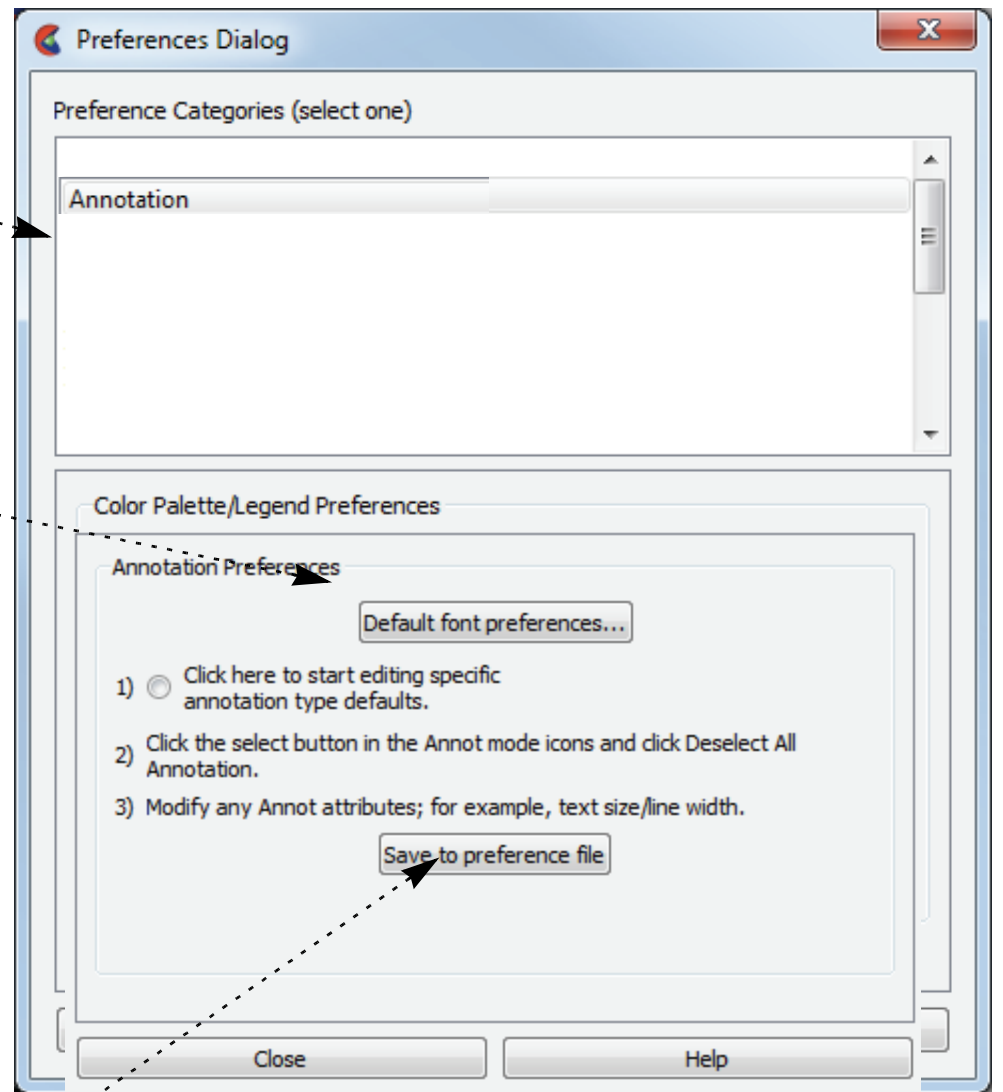 Preferences Dialog
Preference Categories (select one)
Annotation
Color Palette/Legend Preferences
Annotation Preferences
Default font preferences...
1) Click here to start editing specific
annotation type defaults.
2) Click the select button in the Annot mode icons and click Deselect All
Annotation.
3) Modify any Annot attributes; for example, text size/line width.
Save to preference file
Close Help